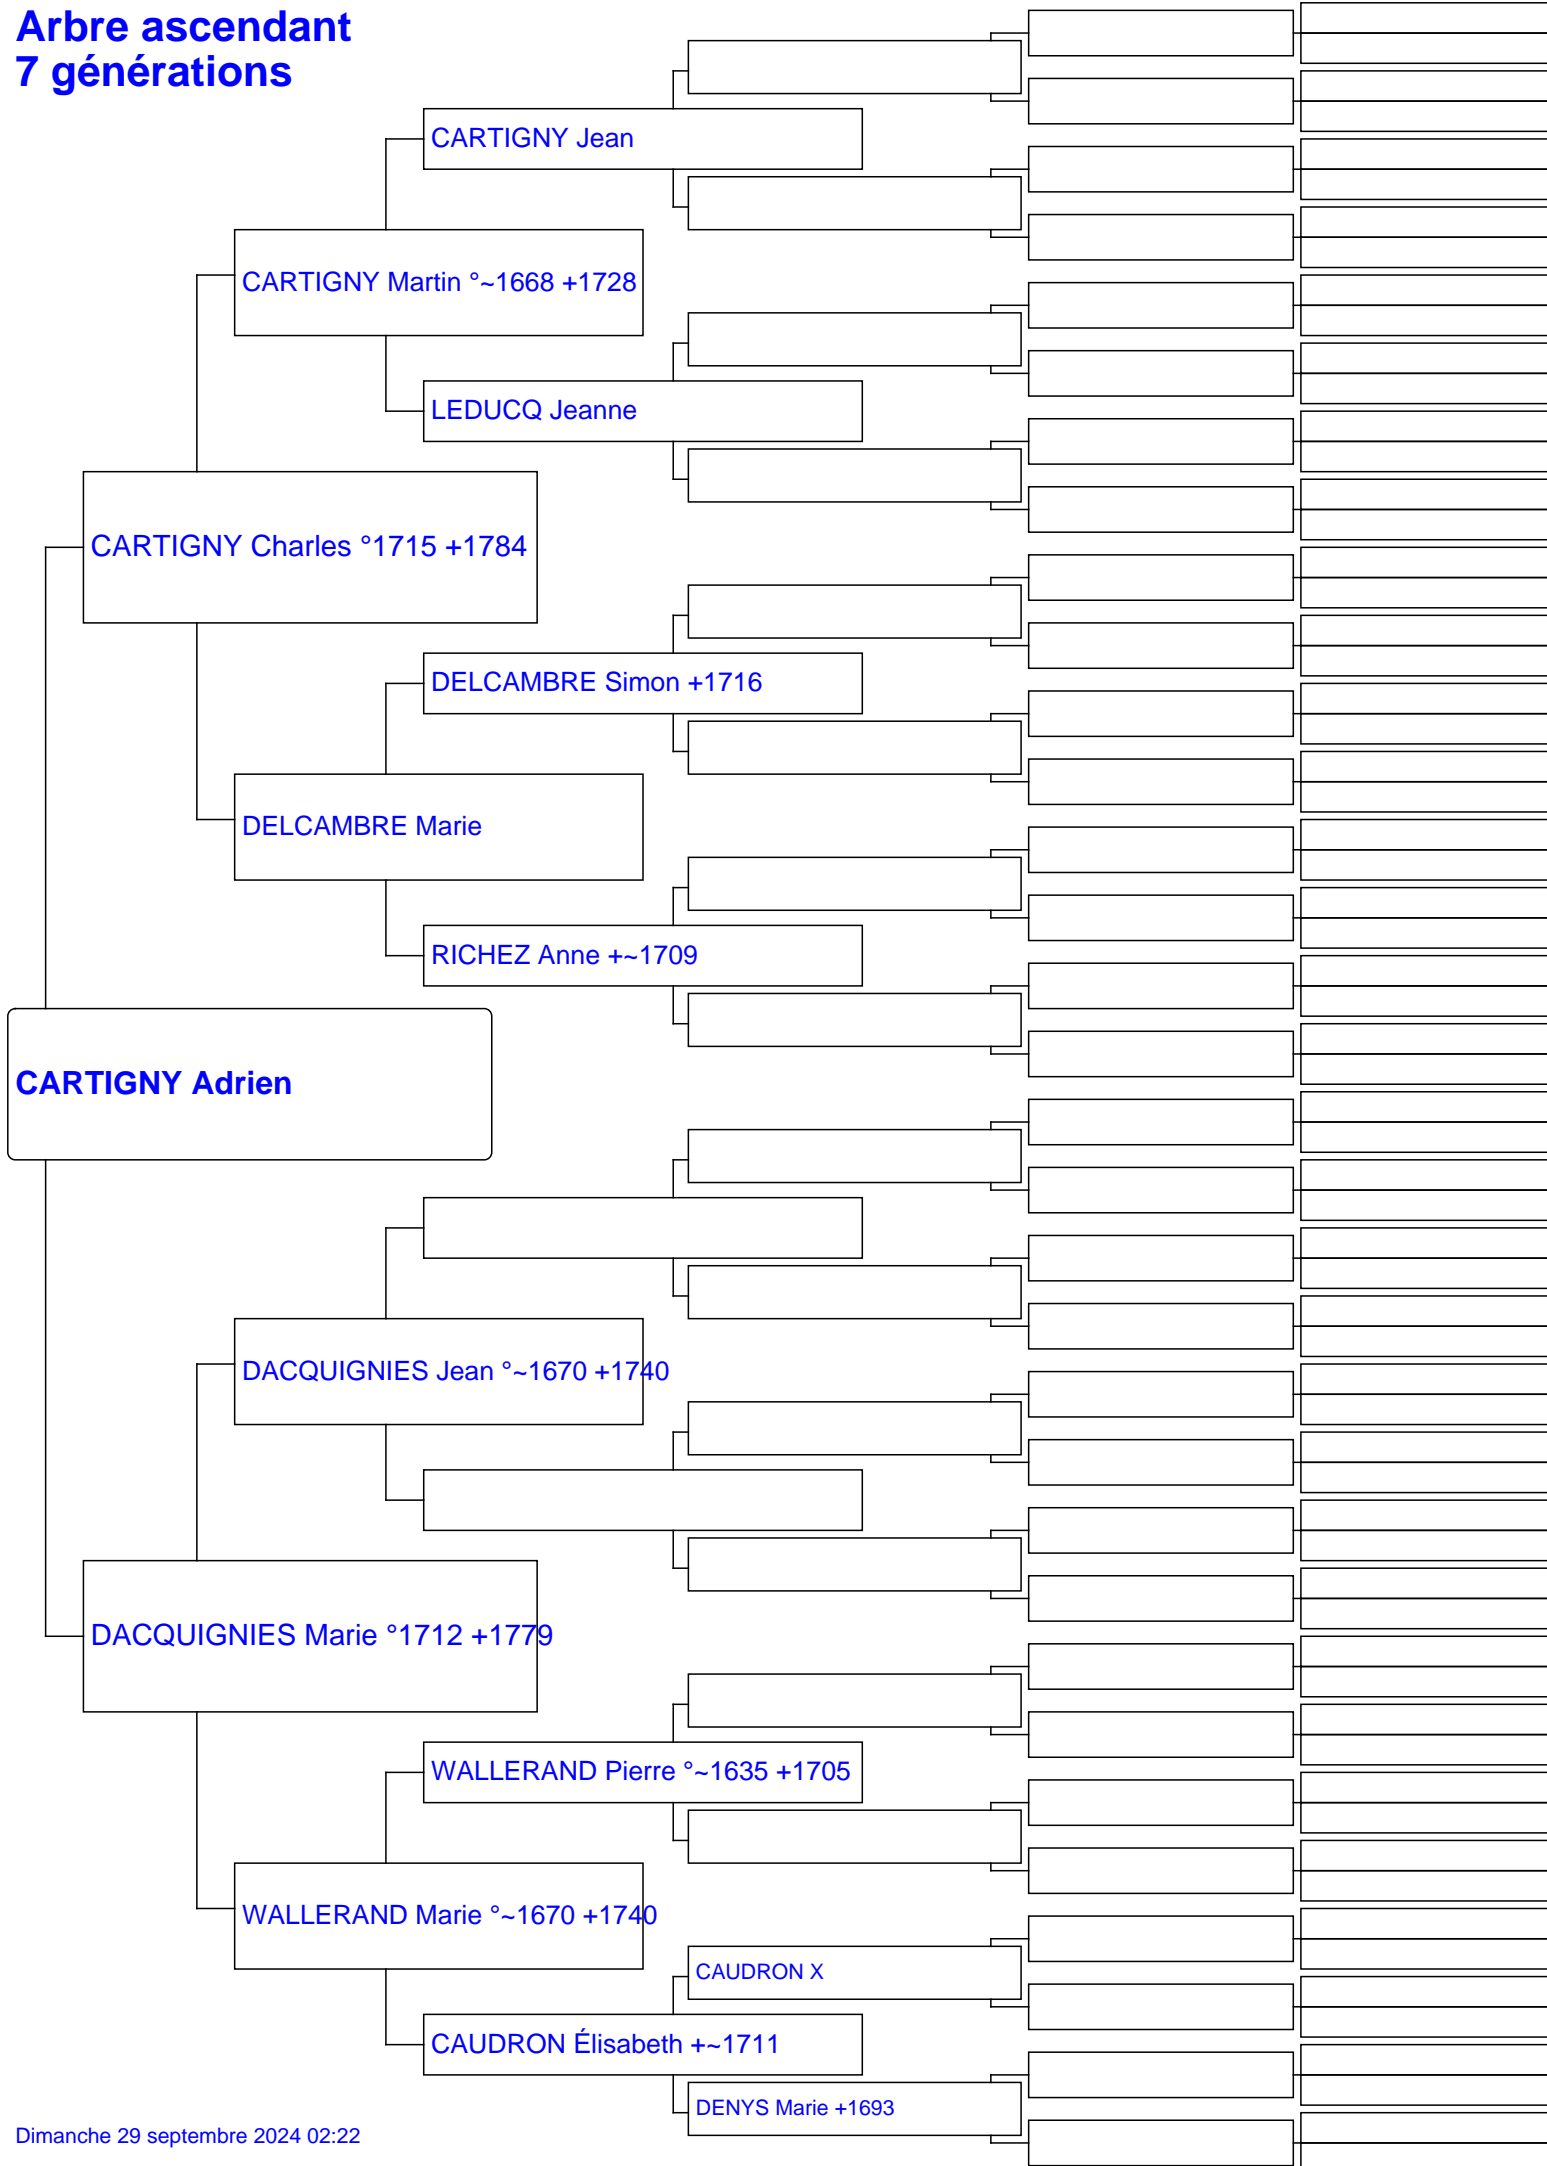 Arbre ascendant
7 générations
CARTIGNY Jean
CARTIGNY Martin °~1668 +1728
LEDUCQ Jeanne
CARTIGNY Charles °1715 +1784
DELCAMBRE Simon +1716
DELCAMBRE Marie
RICHEZ Anne +~1709
CARTIGNY Adrien
DACQUIGNIES Jean °~1670 +1740
DACQUIGNIES Marie °1712 +1779
WALLERAND Pierre °~1635 +1705
WALLERAND Marie °~1670 +1740
CAUDRON X
CAUDRON Élisabeth +~1711
DENYS Marie +1693
Dimanche 29 septembre 2024 02:22